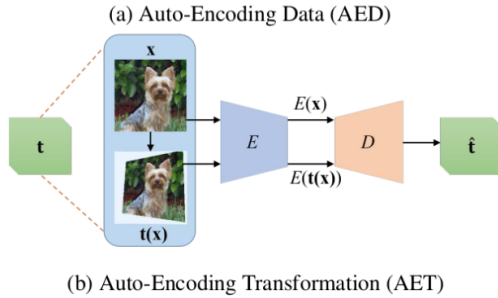 (a) Auto-Encoding Data (AED)
x
E(x)
t
E
D
t̂
E(t(x))
t(x)
(b) Auto-Encoding Transformation (AET)